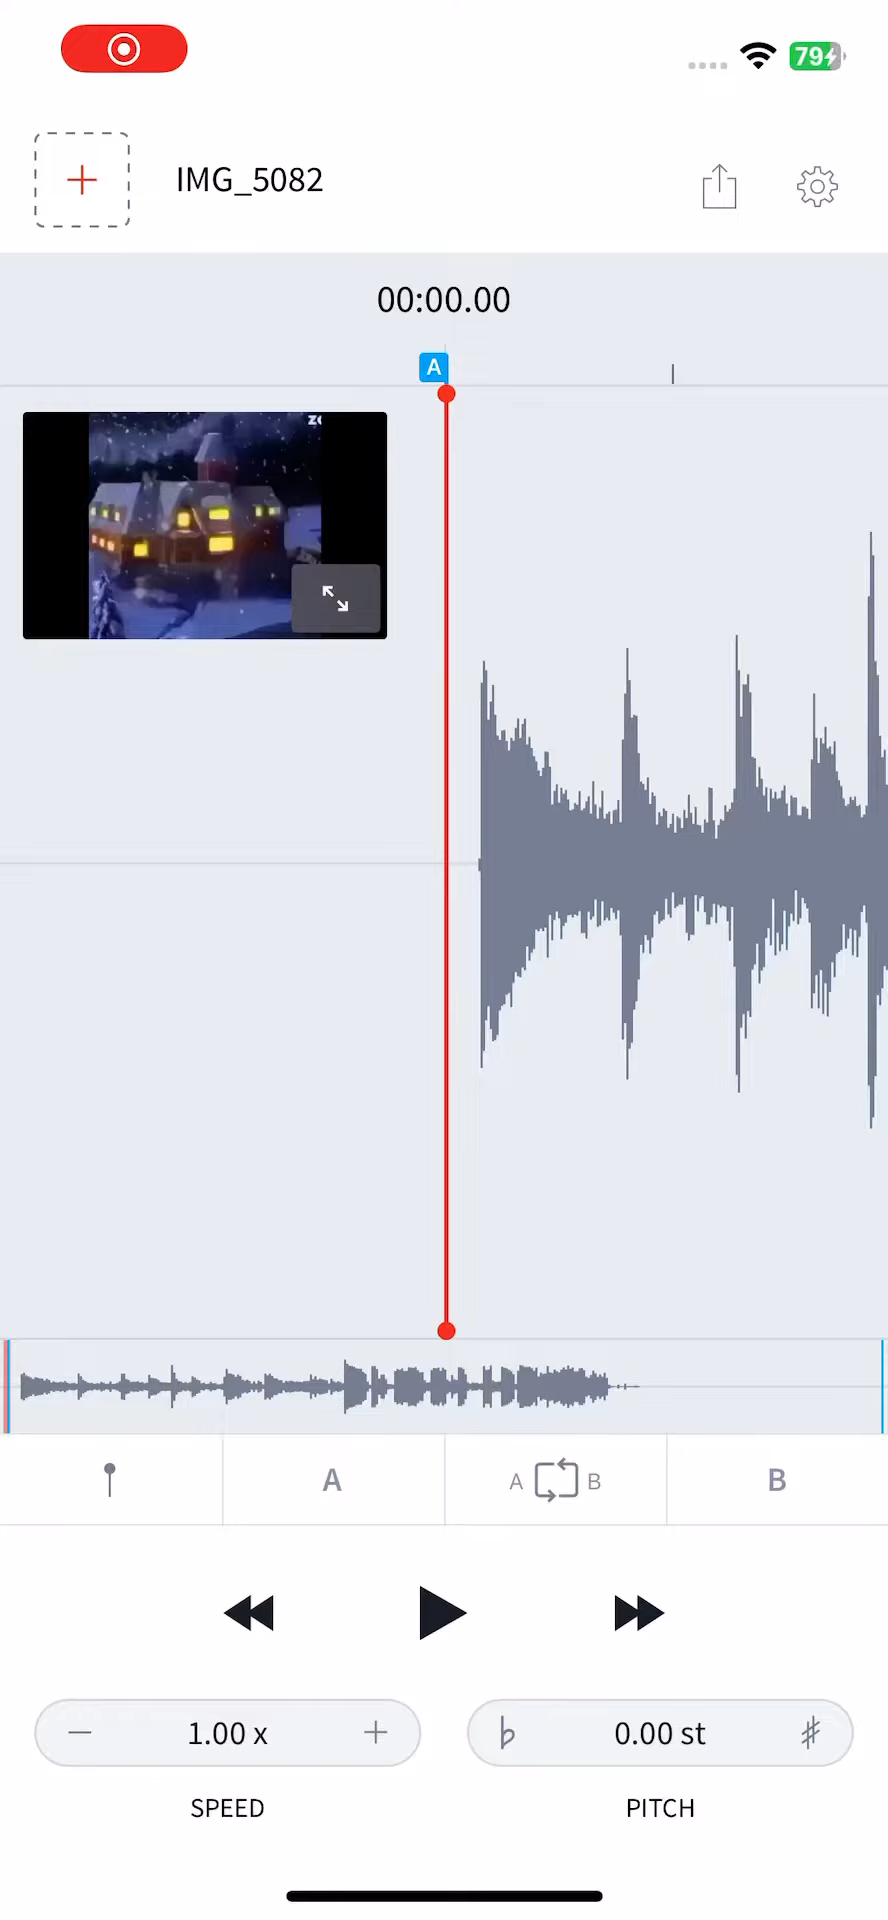 79
IMG_5082
00:00.00
A
A
A B
B
1.00 x
0.00 st
SPEED
PITCH